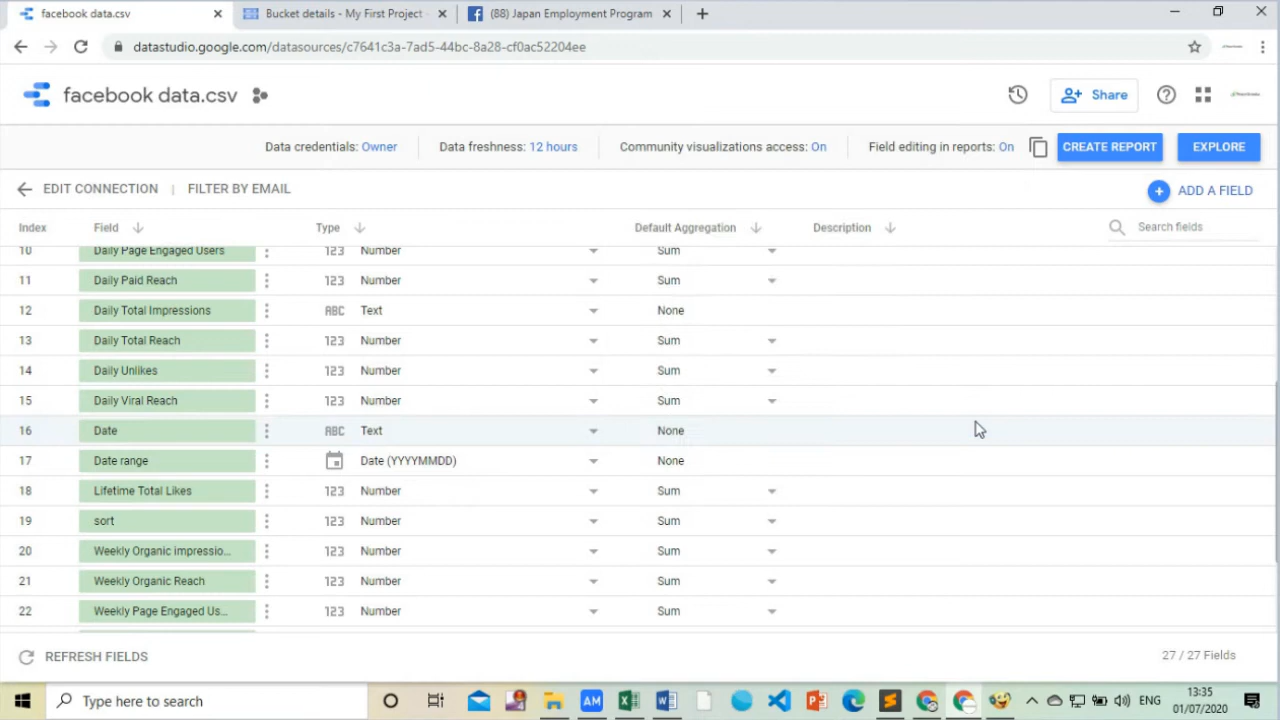 facebook data.csv
Bucket details - My First Project -
(88) Japan Employment Program
datastudio.google.com/datasources/c7641c3a-7ad5-44bc-8a28-cf0ac52204ee
facebook data.csv
Share
Data credentials: Owner
Data freshness: 12 hours
Community visualizations access: On
Field editing in reports: On
CREATE REPORT
EXPLORE
EDIT CONNECTION | FILTER BY EMAIL
ADD A FIELD
Index Field Type Default Aggregation Description Search fields
10 Daily Page Engaged Users 123 Number Sum
11 Daily Paid Reach 123 Number Sum
12 Daily Total Impressions ABC Text None
13 Daily Total Reach 123 Number Sum
14 Daily Unlikes 123 Number Sum
15 Daily Viral Reach 123 Number Sum
16 Date ABC Text None
17 Date range Date (YYYYMMDD) None
18 Lifetime Total Likes 123 Number Sum
19 sort 123 Number Sum
20 Weekly Organic impressio... 123 Number Sum
21 Weekly Organic Reach 123 Number Sum
22 Weekly Page Engaged Us... 123 Number Sum
REFRESH FIELDS
27 / 27 Fields
Type here to search
AM
ENG
13:35
01/07/2020